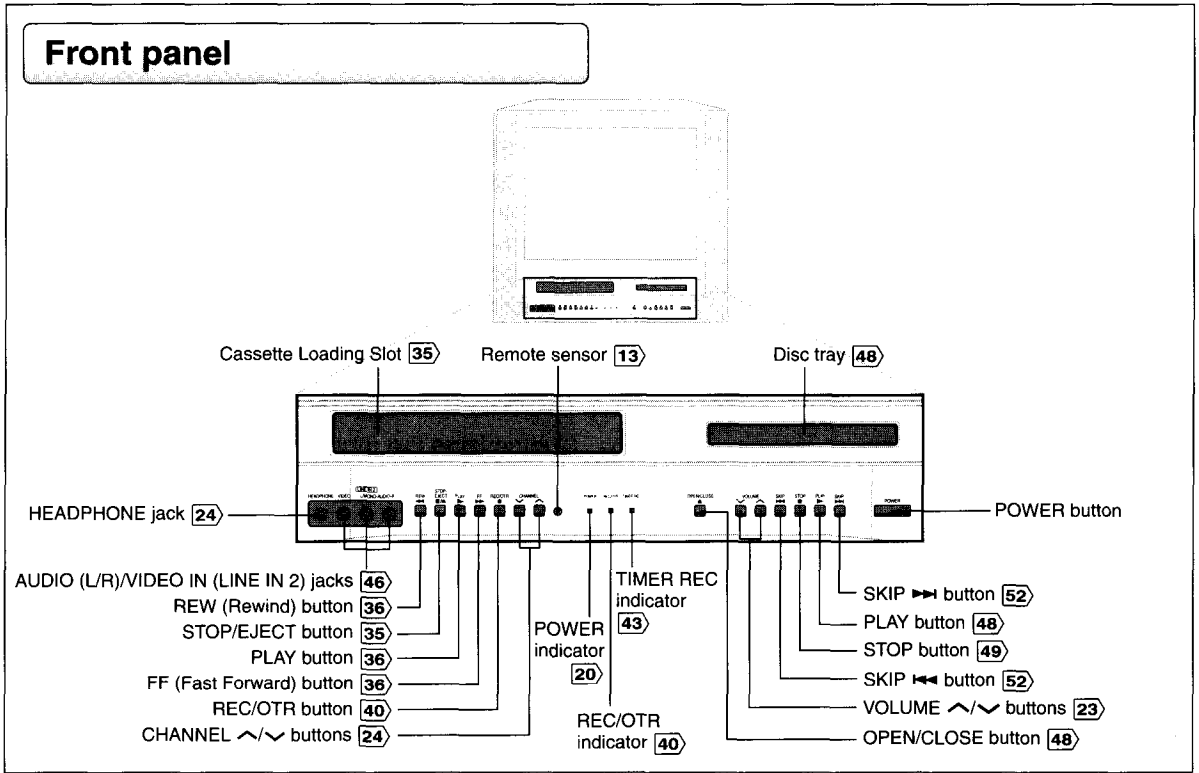 Front panel
Cassette Loading Slot 35
Remote sensor 13
Disc tray 48
HEADPHONE VIDEO L/MONO-AUDIO-R
REW STOP EJECT PLAY FF REC/OTR CHANNEL
POWER
OPEN/CLOSE VOLUME SKIP STOP PLAY SKIP
POWER
HEADPHONE jack 24
POWER button
AUDIO (L/R)/VIDEO IN (LINE IN 2) jacks 46
REW (Rewind) button 36
STOP/EJECT button 35
PLAY button 36
FF (Fast Forward) button 36
REC/OTR button 40
CHANNEL ∧/∨ buttons 24
POWER indicator 20
REC/OTR indicator 40
TIMER REC indicator 43
SKIP ►►| button 52
PLAY button 48
STOP button 49
SKIP |◄◄ button 52
VOLUME ∧/∨ buttons 23
OPEN/CLOSE button 48